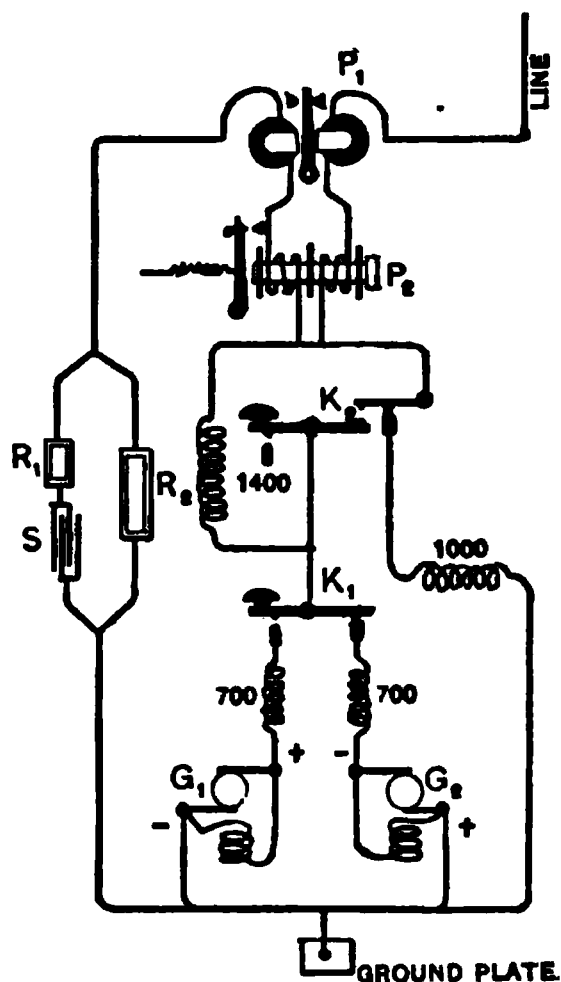 P₁
LINE
P₂
K₂
1400
R₁
R₂
S
1000
K₁
700
700
+
-
G₁
G₂
-
+
GROUND PLATE.